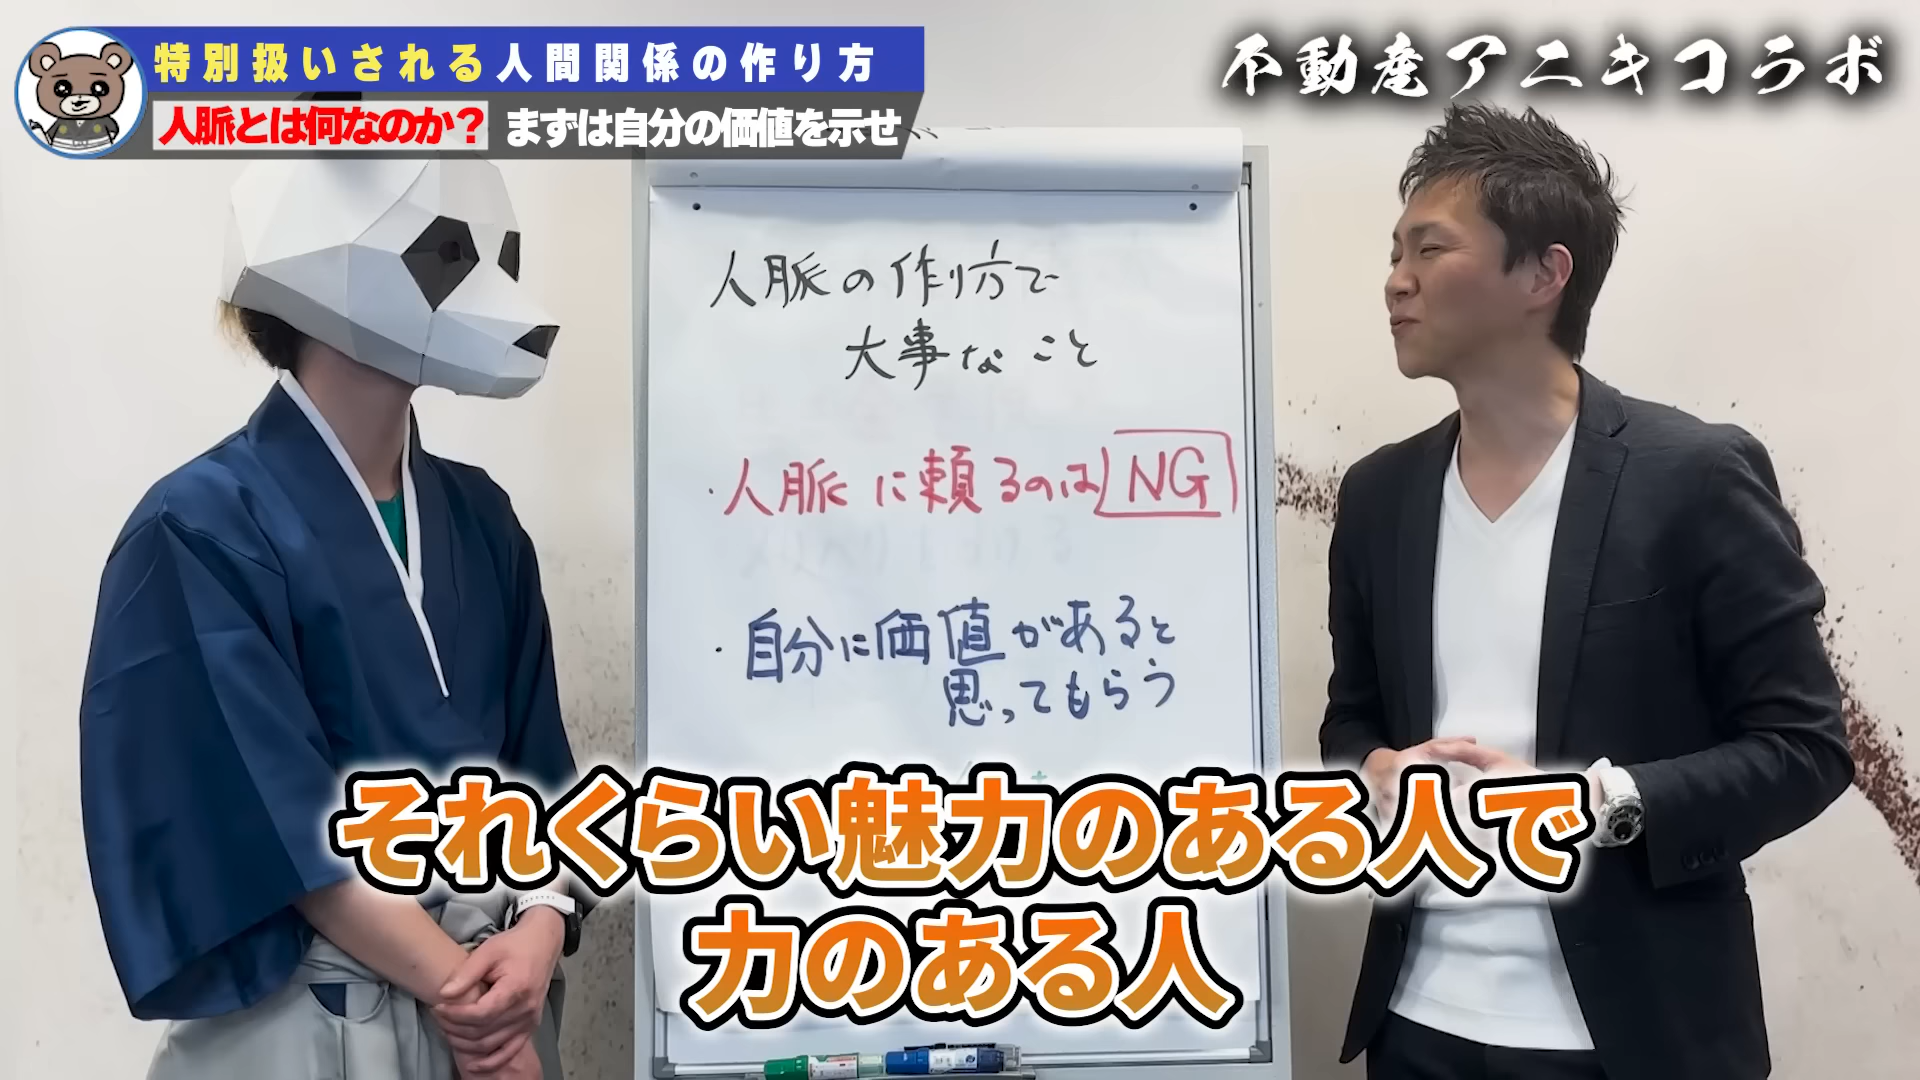 特別扱いされる人間関係の作り方
人脈とは何なのか？ まずは自分の価値を示せ
不動産アニキコラボ
人脈の作り方で
大事なこと
・人脈に頼るのはNG
・自分に価値があると
思ってもらう
それくらい魅力のある人で
力のある人